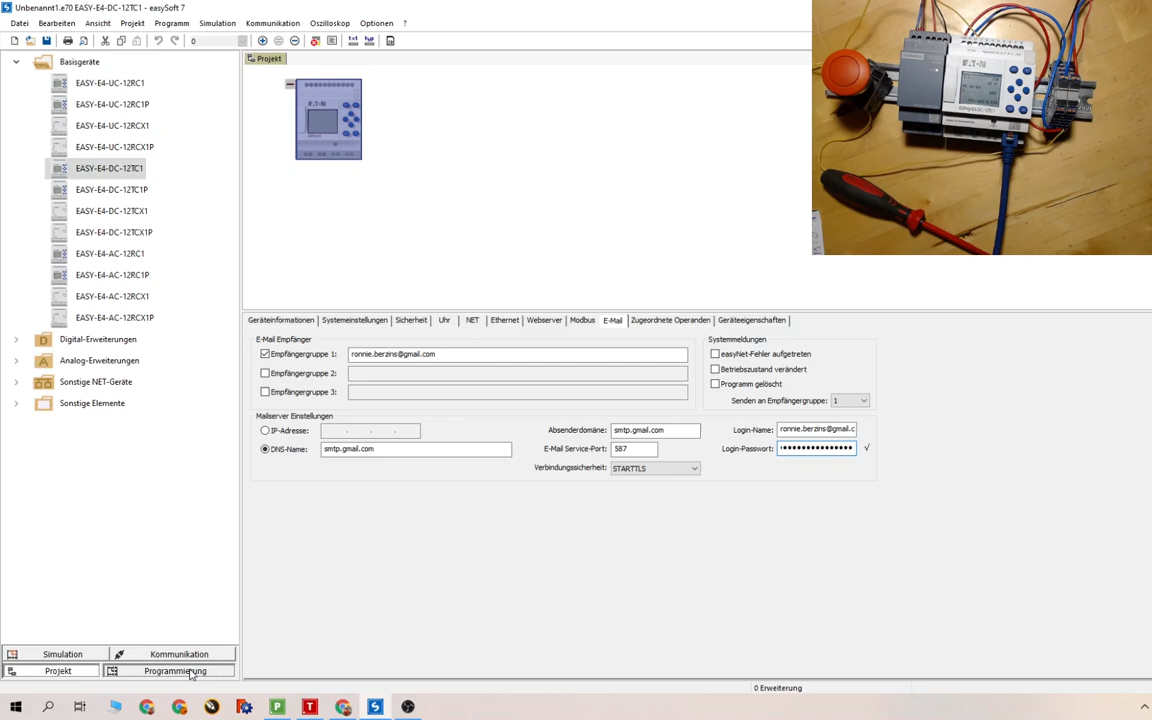 Unbenannt1.e70 EASY-E4-DC-12TC1 - easySoft 7
Datei Bearbeiten Ansicht Projekt Programm Simulation Kommunikation Oszilloskop Optionen ?
0
Basisgeräte
EASY-E4-UC-12RC1
EASY-E4-UC-12RC1P
EASY-E4-UC-12RCX1
EASY-E4-UC-12RCX1P
EASY-E4-DC-12TC1
EASY-E4-DC-12TC1P
EASY-E4-DC-12TCX1
EASY-E4-DC-12TCX1P
EASY-E4-AC-12RC1
EASY-E4-AC-12RC1P
EASY-E4-AC-12RCX1
EASY-E4-AC-12RCX1P
Digital-Erweiterungen
Analog-Erweiterungen
Sonstige NET-Geräte
Sonstige Elemente
Simulation Kommunikation
Projekt Programmierung
Projekt
EATON
EATON
Geräteinformationen Systemeinstellungen Sicherheit Uhr NET Ethernet Webserver Modbus E-Mail Zugeordnete Operanden Geräteeigenschaften
E-Mail Empfänger
Empfängergruppe 1: ronnie.berzins@gmail.com
Empfängergruppe 2:
Empfängergruppe 3:
Systemmeldungen
easyNet-Fehler aufgetreten
Betriebszustand verändert
Programm gelöscht
Senden an Empfängergruppe: 1
Mailserver Einstellungen
IP-Adresse: . . .
DNS-Name: smtp.gmail.com
Absenderdomäne: smtp.gmail.com
E-Mail Service-Port: 587
Verbindungssicherheit: STARTTLS
Login-Name: ronnie.berzins@gmail.c
Login-Passwort: •••••••••••••••• √
0 Erweiterung